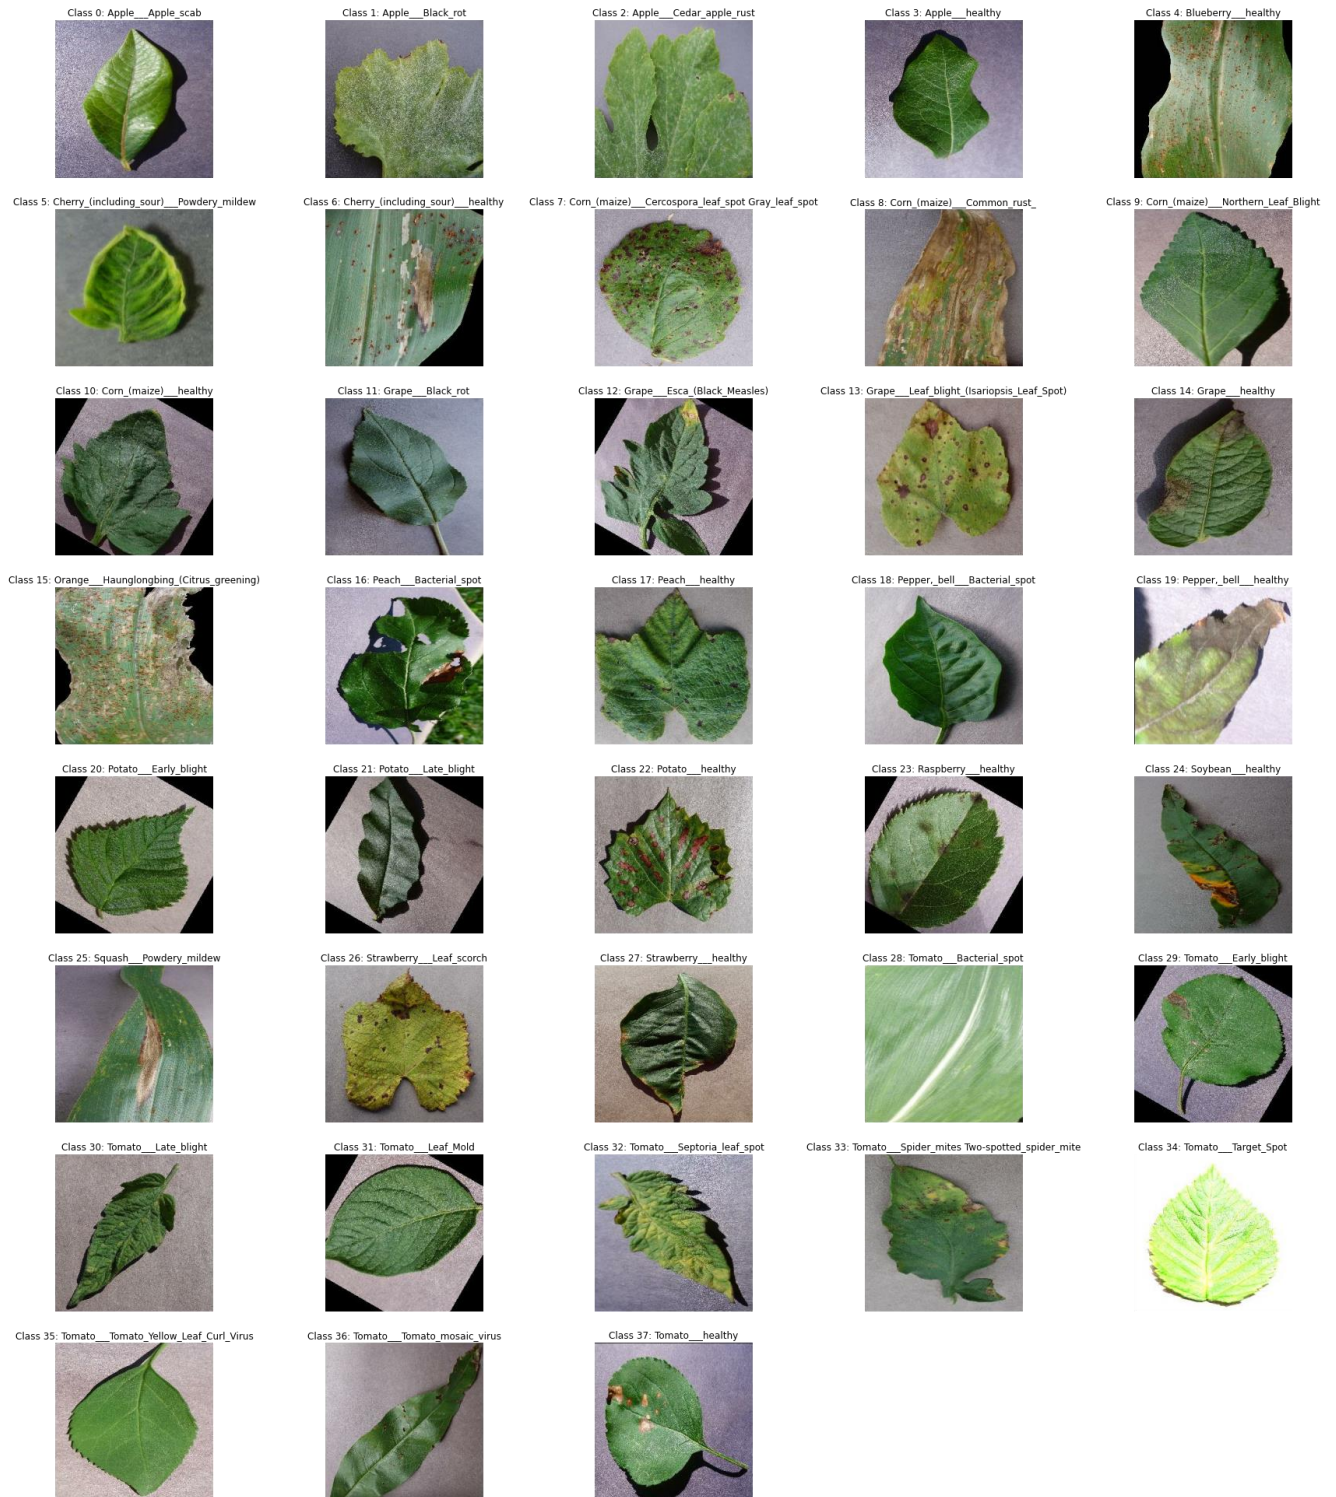 Class 0: Apple___Apple_scab
Class 1: Apple___Black_rot
Class 2: Apple___Cedar_apple_rust
Class 3: Apple___healthy
Class 4: Blueberry___healthy
Class 5: Cherry_(including_sour)___Powdery_mildew
Class 6: Cherry_(including_sour)___healthy
Class 7: Corn_(maize)___Cercospora_leaf_spot Gray_leaf_spot
Class 8: Corn_(maize)___Common_rust_
Class 9: Corn_(maize)___Northern_Leaf_Blight
Class 10: Corn_(maize)___healthy
Class 11: Grape___Black_rot
Class 12: Grape___Esca_(Black_Measles)
Class 13: Grape___Leaf_blight_(Isariopsis_Leaf_Spot)
Class 14: Grape___healthy
Class 15: Orange___Haunglongbing_(Citrus_greening)
Class 16: Peach___Bacterial_spot
Class 17: Peach___healthy
Class 18: Pepper,_bell___Bacterial_spot
Class 19: Pepper,_bell___healthy
Class 20: Potato___Early_blight
Class 21: Potato___Late_blight
Class 22: Potato___healthy
Class 23: Raspberry___healthy
Class 24: Soybean___healthy
Class 25: Squash___Powdery_mildew
Class 26: Strawberry___Leaf_scorch
Class 27: Strawberry___healthy
Class 28: Tomato___Bacterial_spot
Class 29: Tomato___Early_blight
Class 30: Tomato___Late_blight
Class 31: Tomato___Leaf_Mold
Class 32: Tomato___Septoria_leaf_spot
Class 33: Tomato___Spider_mites Two-spotted_spider_mite
Class 34: Tomato___Target_Spot
Class 35: Tomato___Tomato_Yellow_Leaf_Curl_Virus
Class 36: Tomato___Tomato_mosaic_virus
Class 37: Tomato___healthy